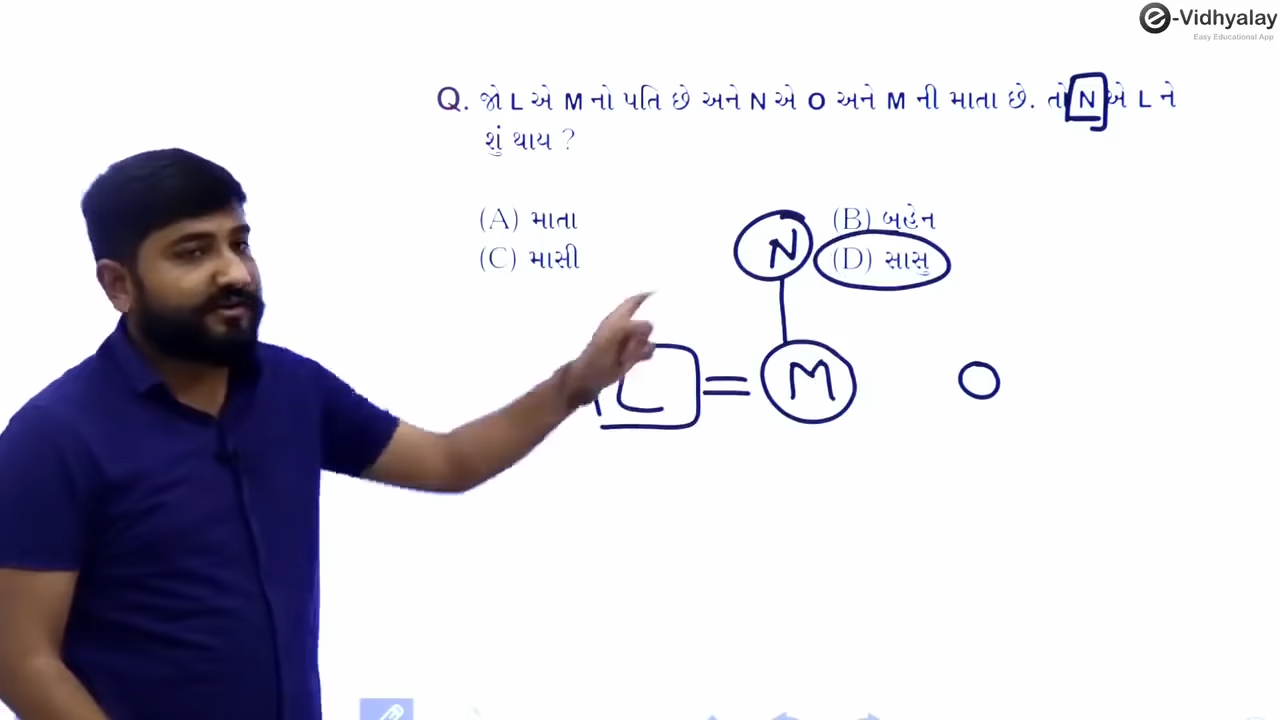 e-Vidhyalay
Easy Educational App
Q. જો L એ M નો પતિ છે અને N એ O અને M ની માતા છે. તો N એ L ને
શું થાય ?
(A) માતા (B) બહેન
(C) માસી (D) સાસુ
N
L = M O